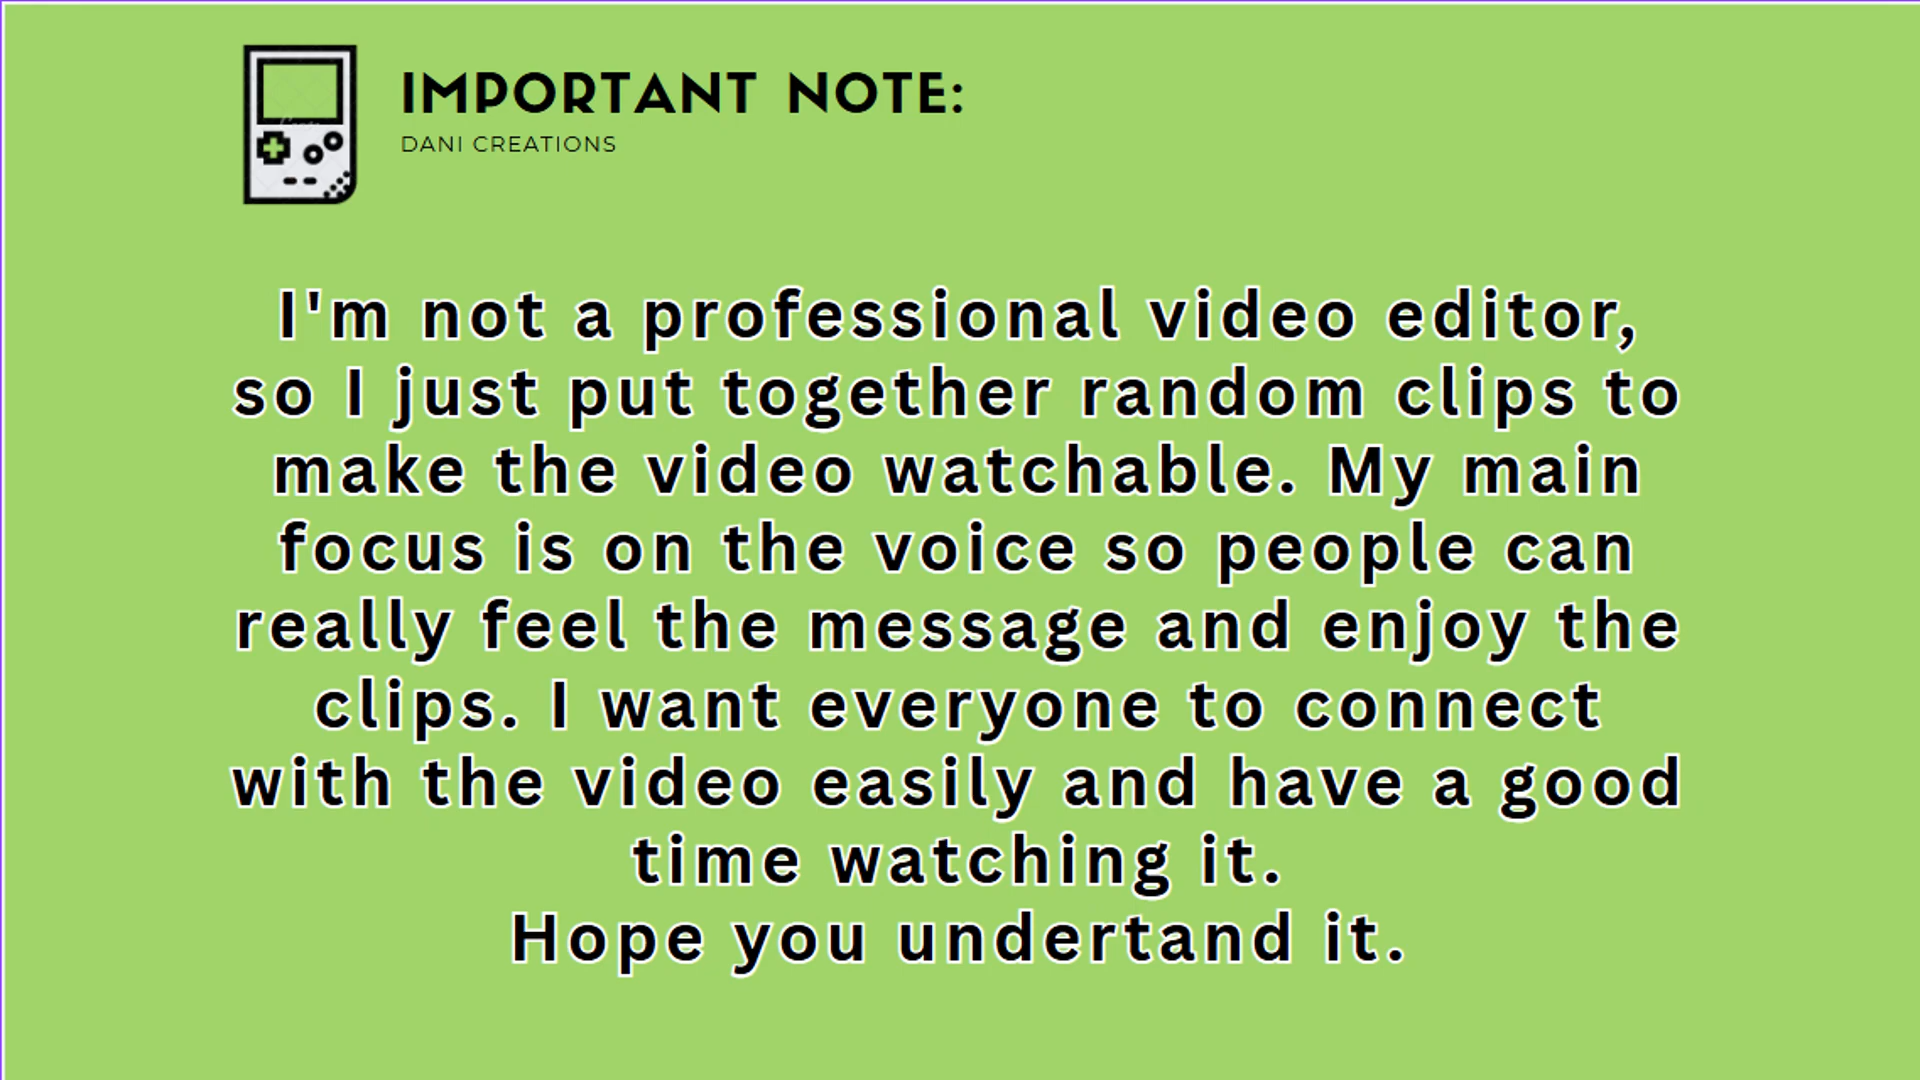 IMPORTANT NOTE:
DANI CREATIONS
I'm not a professional video editor,
so I just put together random clips to
make the video watchable. My main
focus is on the voice so people can
really feel the message and enjoy the
clips. I want everyone to connect
with the video easily and have a good
time watching it.
Hope you undertand it.